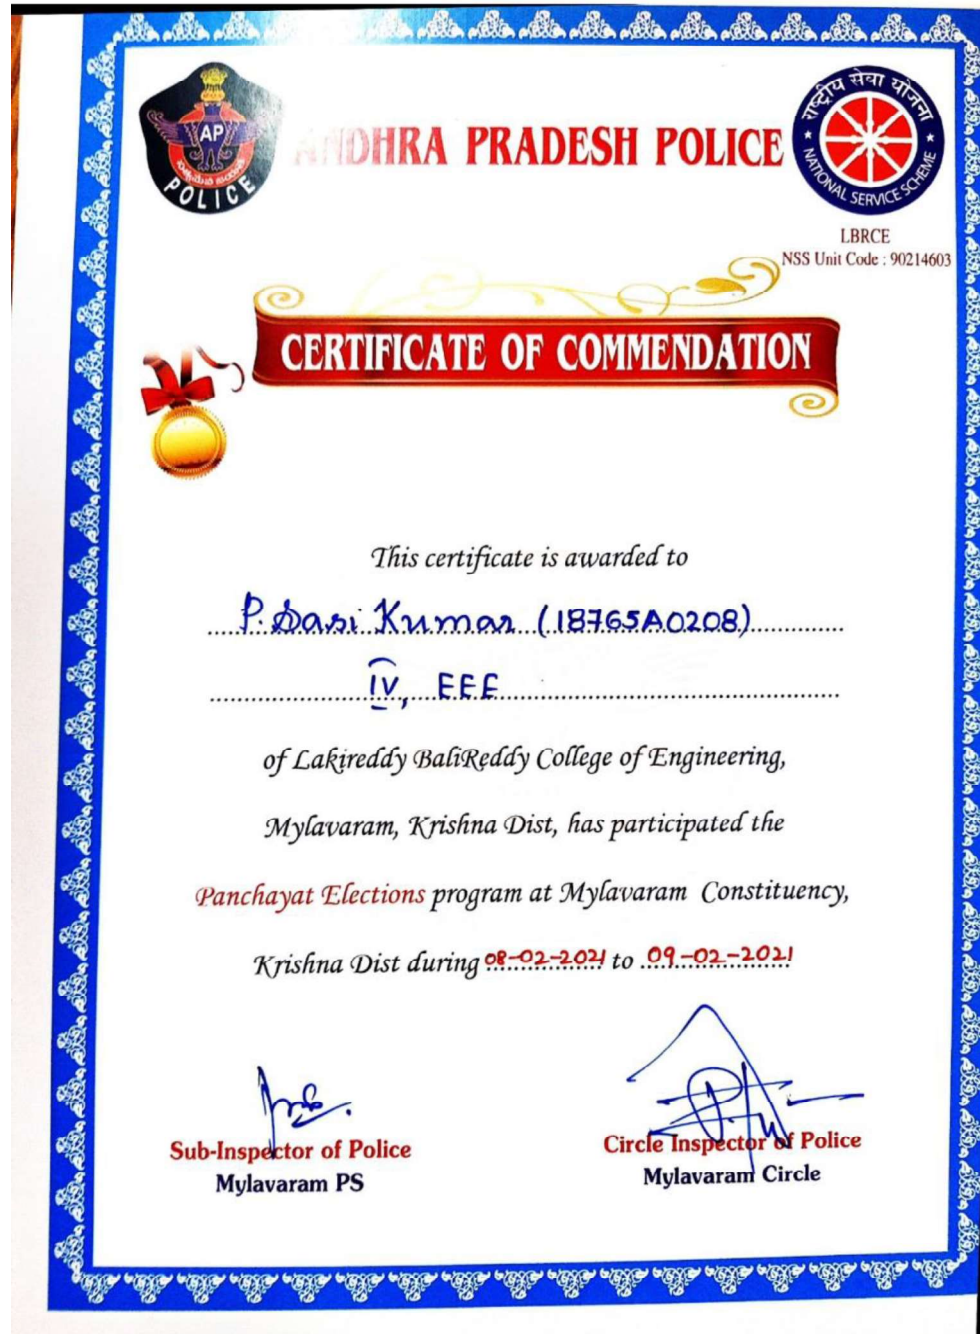 AP
POLICE
ANDHRA PRADESH POLICE
राष्ट्रीय सेवा योजना
NATIONAL SERVICE SCHEME
LBRCE
NSS Unit Code : 90214603
CERTIFICATE OF COMMENDATION
This certificate is awarded to
P. Dasi Kumar (18765A0208)
IV, EEE
of Lakireddy BaliReddy College of Engineering,
Mylavaram, Krishna Dist, has participated the
Panchayat Elections program at Mylavaram Constituency,
Krishna Dist during 08-02-2021 to 09-02-2021
Sub-Inspector of Police
Mylavaram PS
Circle Inspector of Police
Mylavaram Circle